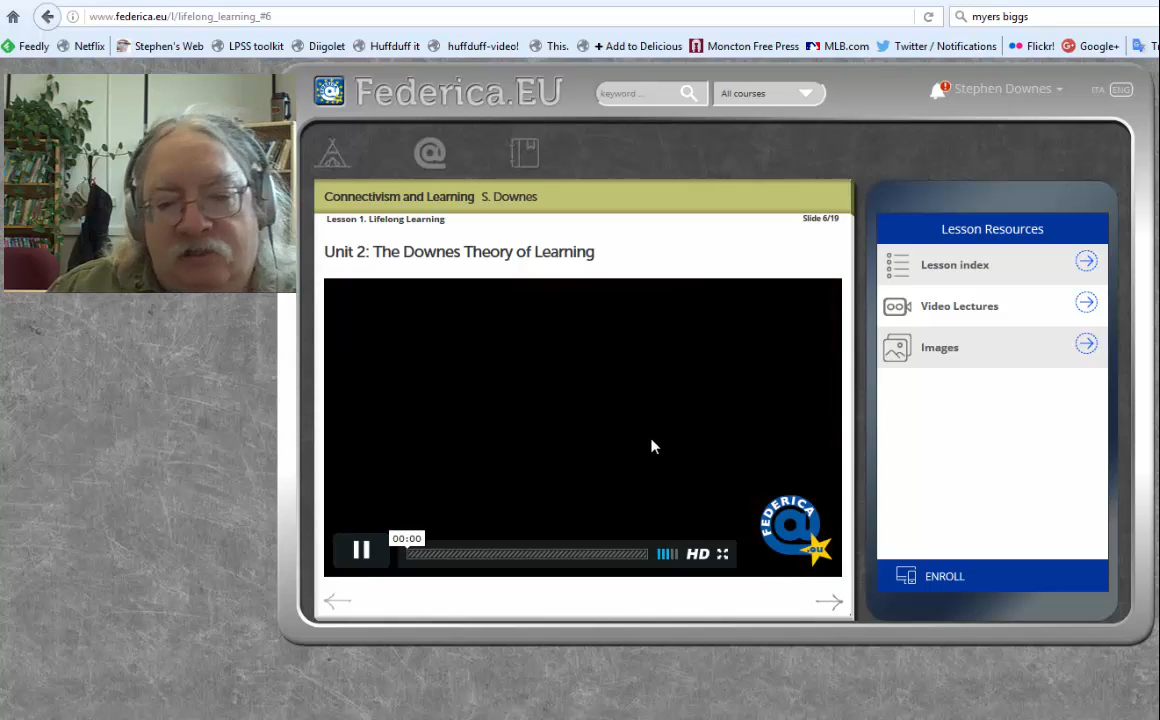 www.federica.eu/l/lifelong_learning_#6
myers biggs
Feedly Netflix Stephen's Web LPSS toolkit Diigolet Huffduff it huffduff-video! This. + Add to Delicious Moncton Free Press MLB.com Twitter / Notifications Flickr! Google+
Federica.EU
keyword ...
All courses
Stephen Downes
ITA ENG
Connectivism and Learning S. Downes
Lesson 1. Lifelong Learning
Slide 6/19
Unit 2: The Downes Theory of Learning
00:00
HD
FEDERICA
@
.eu
Lesson Resources
Lesson index
Video Lectures
Images
ENROLL